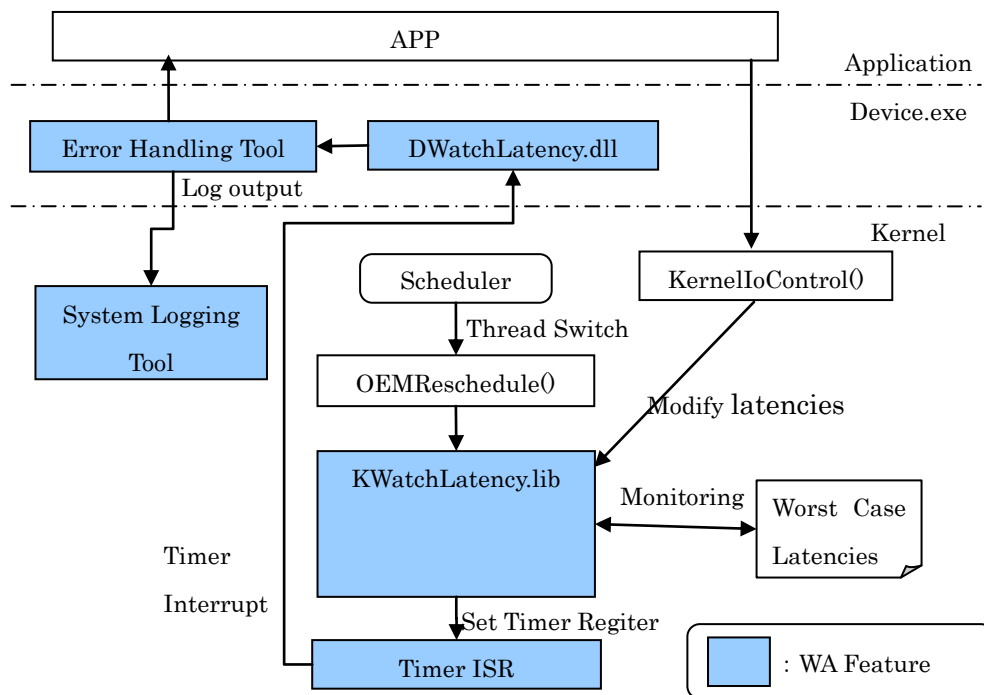 APP
Application
Device.exe
Error Handling Tool
DWatchLatency.dll
Log output
Kernel
Scheduler
KernelIoControl()
System Logging
Tool
Thread Switch
OEMReschedule()
Modify latencies
KWatchLatency.lib
Monitoring
Worst Case
Latencies
Timer
Interrupt
Set Timer Regiter
Timer ISR
: WA Feature